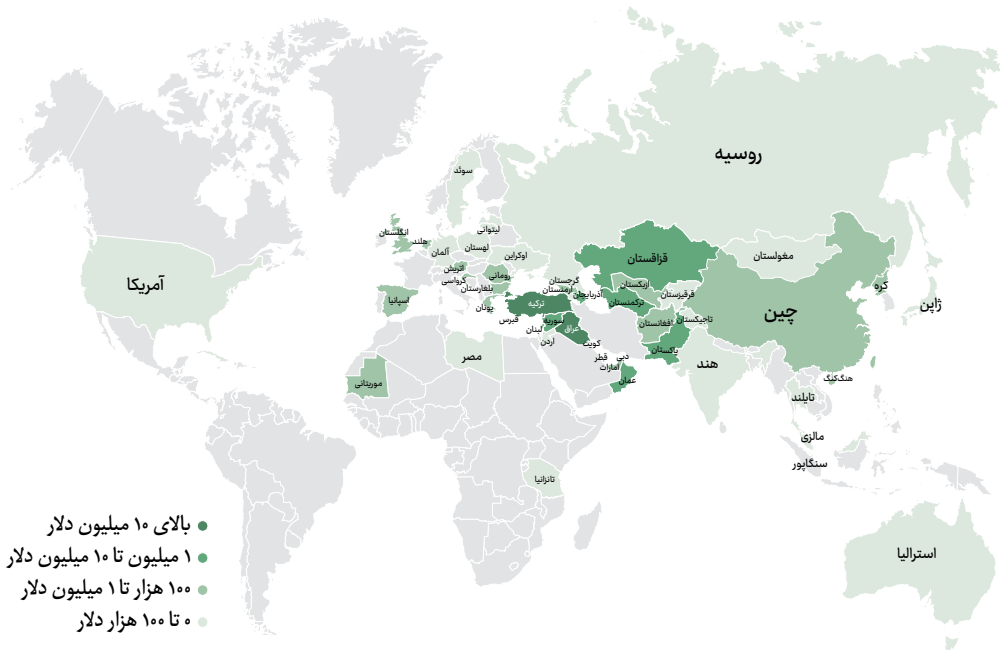 روسیه
سوئد
لیتوانی
انگلستان
هلند
آلمان
لهستان
اوکراین
اتریش
کرواسی
رومانی
بلغارستان
اسپانیا
یونان
ترکیه
گرجستان
ارمنستان
آذربایجان
قزاقستان
ازبکستان
ترکمنستان
قرقیزستان
تاجیکستان
افغانستان
پاکستان
مغولستان
چین
کره
ژاپن
آمریکا
قبرس
سوریه
لبنان
عراق
اردن
کویت
قطر
دبی
امارات
عمان
مصر
موریتانی
هند
هنگ‌کنگ
تایلند
مالزی
سنگاپور
تانزانیا
استرالیا
بالای ۱۰ میلیون دلار
۱ میلیون تا ۱۰ میلیون دلار
۱۰۰ هزار تا ۱ میلیون دلار
۰ تا ۱۰۰ هزار دلار